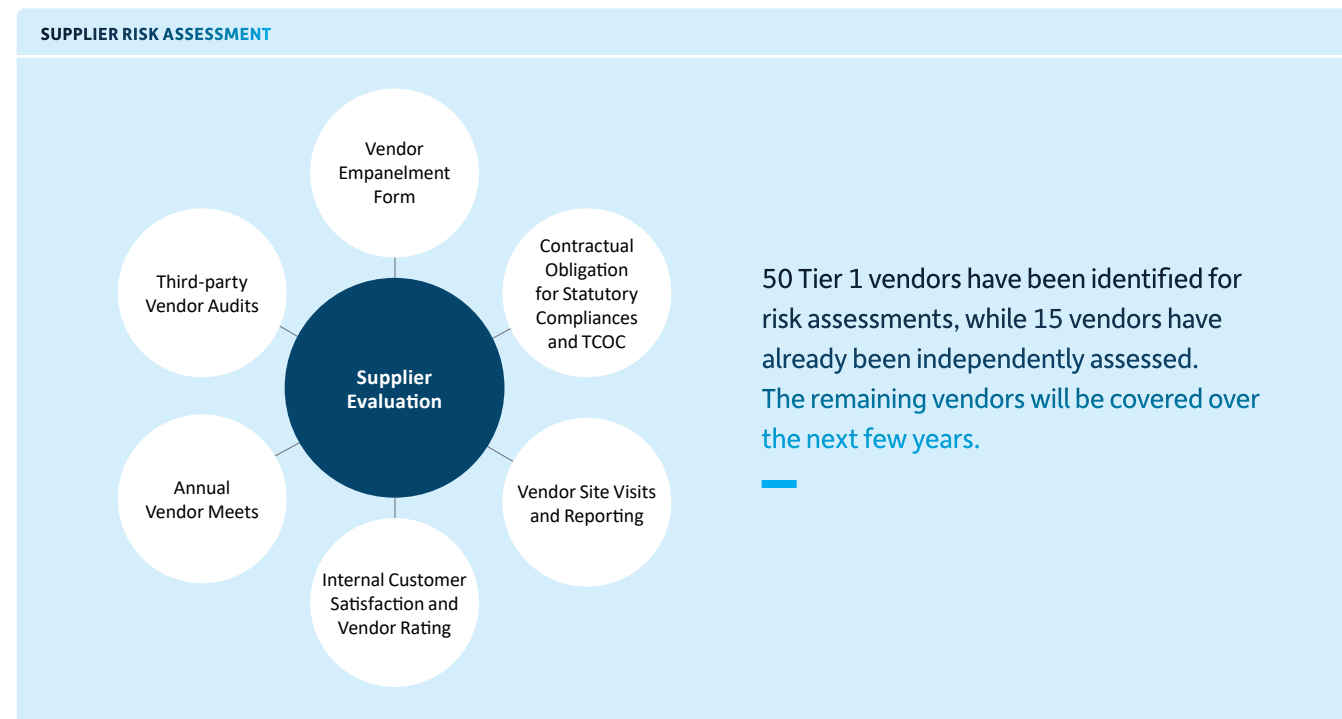 SUPPLIER RISK ASSESSMENT
Vendor
Empanelment
Form
Contractual
Obligation
for Statutory
Compliances
and TCOC
Vendor Site Visits
and Reporting
Internal Customer
Satisfaction and
Vendor Rating
Annual
Vendor Meets
Third-party
Vendor Audits
Supplier
Evaluation
50 Tier 1 vendors have been identified for
risk assessments, while 15 vendors have
already been independently assessed.
The remaining vendors will be covered over
the next few years.